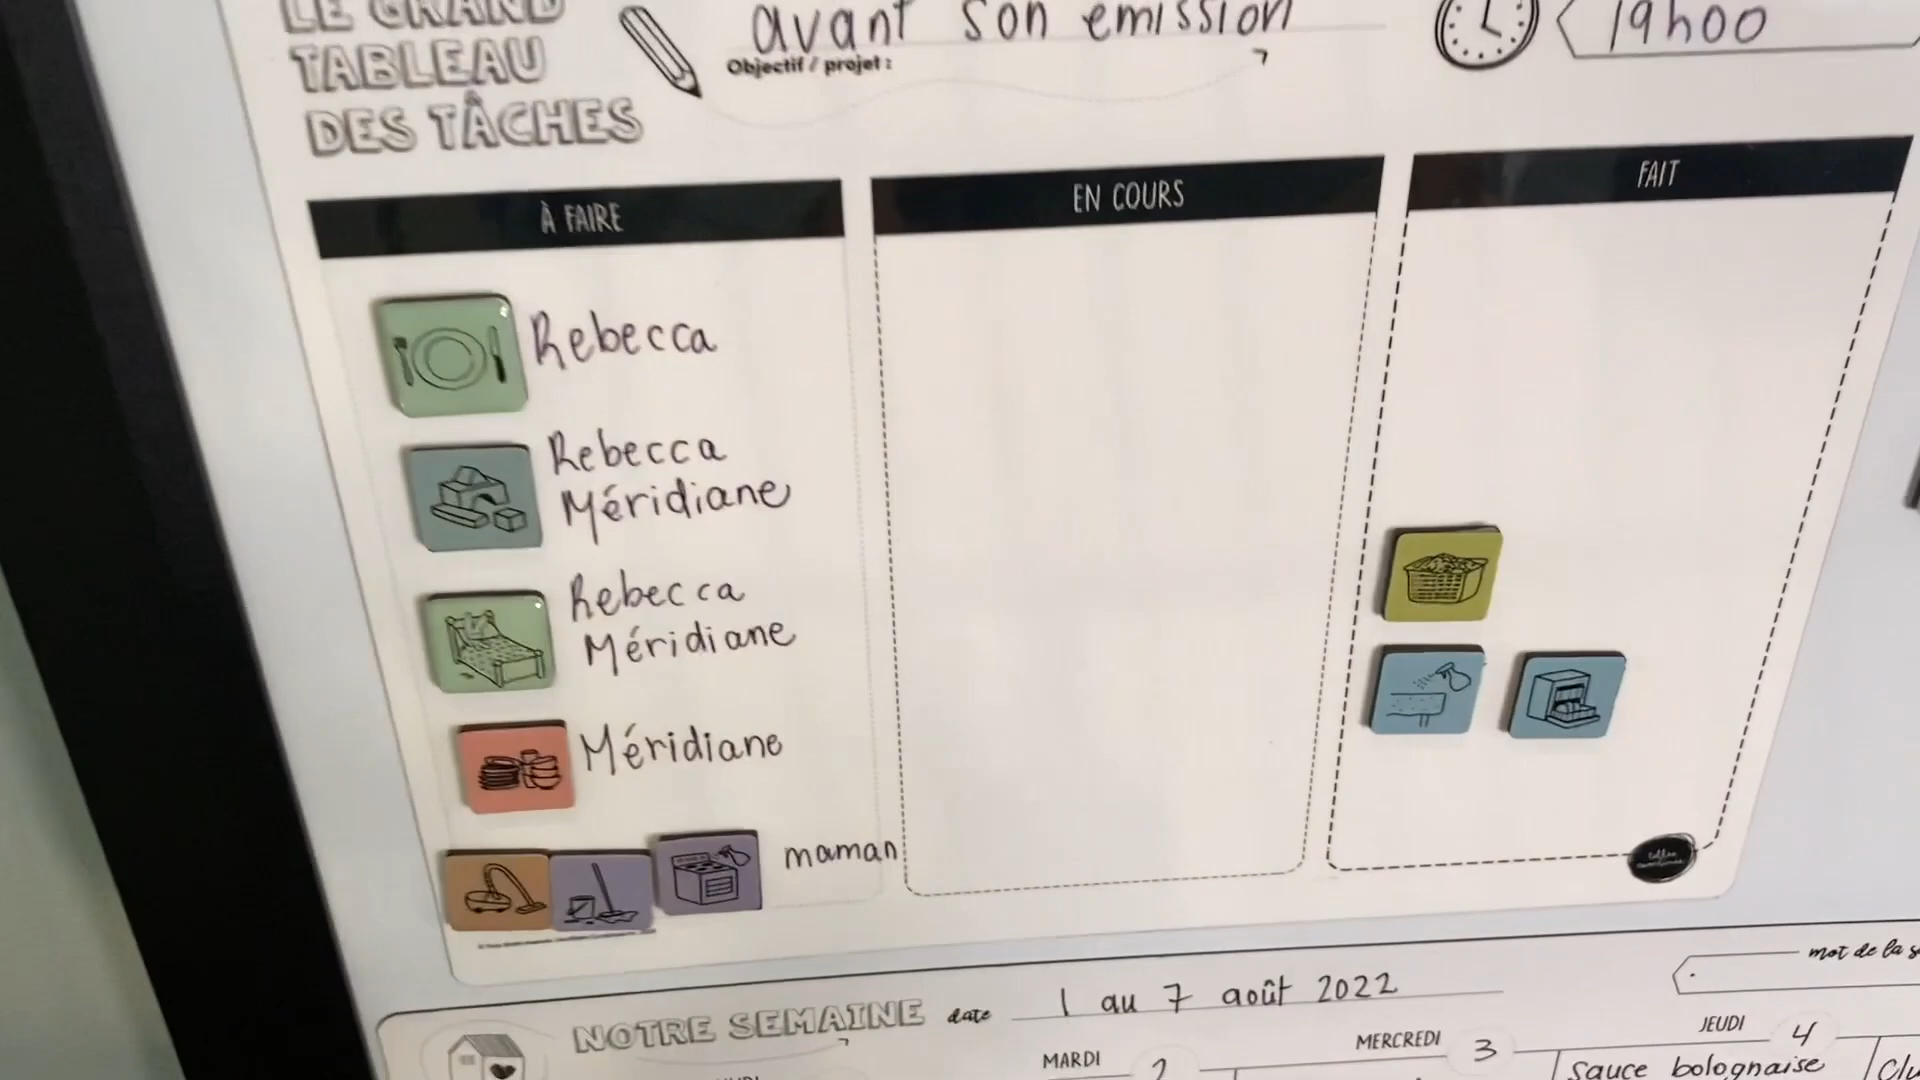 LE GRAND
TABLEAU
DES TÂCHES
avant son emission
Objectif / projet :
19h00
À FAIRE
EN COURS
FAIT
Rebecca
Rebecca
Méridiane
Rebecca
Méridiane
Méridiane
maman
NOTRE SEMAINE date 1 au 7 août 2022
mot de la s
MARDI 2
MERCREDI 3
JEUDI 4
sauce bolognaise